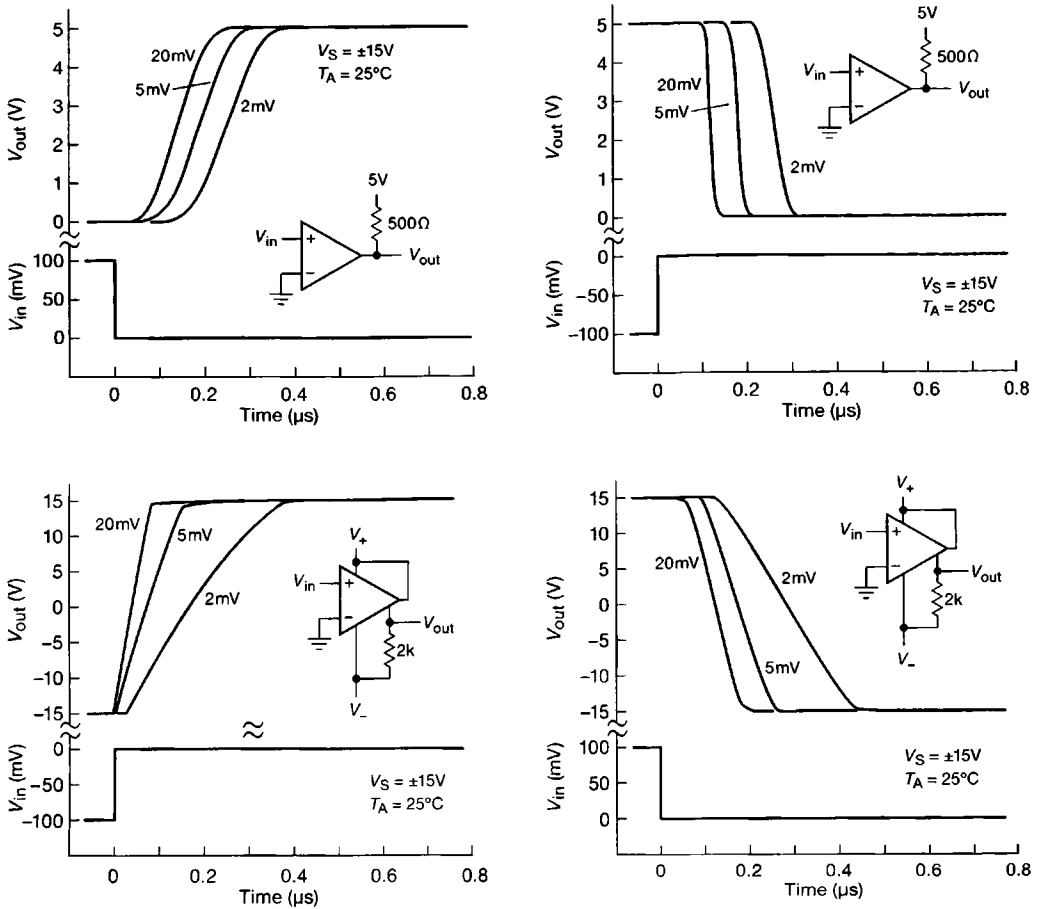 5
4
3
2
1
0
V_out (V)
20mV
5mV
2mV
V_S = ±15V
T_A = 25°C
5V
500Ω
V_in
+
−
V_out
100
50
0
V_in (mV)
0
0.2
0.4
0.6
0.8
Time (µs)
5
4
3
2
1
0
V_out (V)
20mV
5mV
2mV
5V
500Ω
V_in
+
−
V_out
0
−50
−100
V_in (mV)
V_S = ±15V
T_A = 25°C
0
0.2
0.4
0.6
0.8
Time (µs)
15
10
5
0
−5
−10
−15
V_out (V)
20mV
5mV
2mV
V_+
V_in
+
−
V_out
2k
V_−
0
−50
−100
V_in (mV)
V_S = ±15V
T_A = 25°C
0
0.2
0.4
0.6
0.8
Time (µs)
15
10
5
0
−5
−10
−15
V_out (V)
20mV
5mV
2mV
V_+
V_in
+
−
V_out
2k
V_−
100
50
0
V_in (mV)
V_S = ±15V
T_A = 25°C
0
0.2
0.4
0.6
0.8
Time (µs)